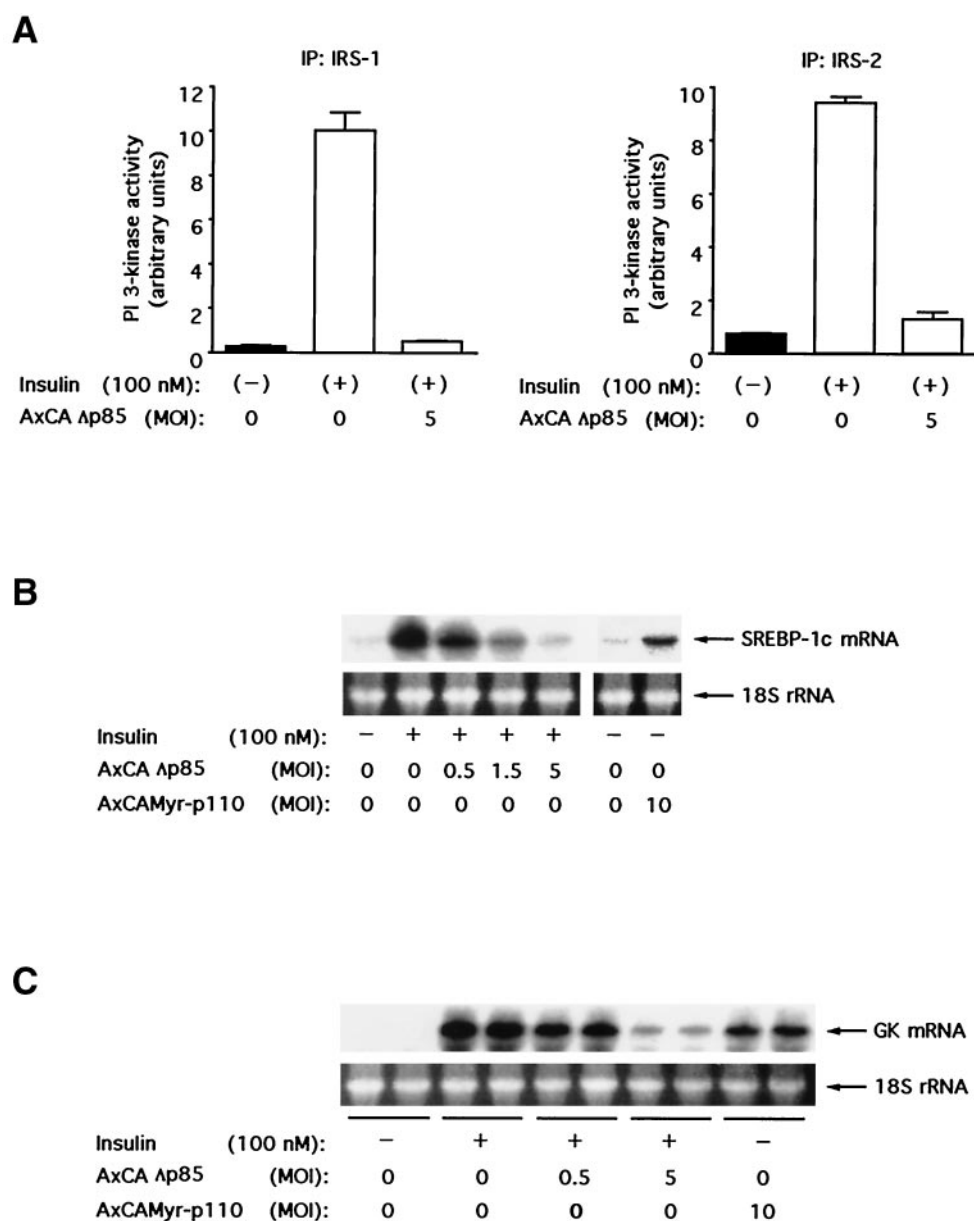 A
IP: IRS-1
PI 3-kinase activity
(arbitrary units)
12
10
8
6
4
2
0
Insulin (100 nM): (−) (+) (+)
AxCA Δp85 (MOI): 0 0 5
IP: IRS-2
PI 3-kinase activity
(arbitrary units)
10
8
6
4
2
0
Insulin (100 nM): (−) (+) (+)
AxCA Δp85 (MOI): 0 0 5
B
SREBP-1c mRNA
18S rRNA
Insulin (100 nM): − + + + + − −
AxCA Δp85 (MOI): 0 0 0.5 1.5 5 0 0
AxCAMyr-p110 (MOI): 0 0 0 0 0 0 10
C
GK mRNA
18S rRNA
Insulin (100 nM): − + + + −
AxCA Δp85 (MOI): 0 0 0.5 5 0
AxCAMyr-p110 (MOI): 0 0 0 0 10